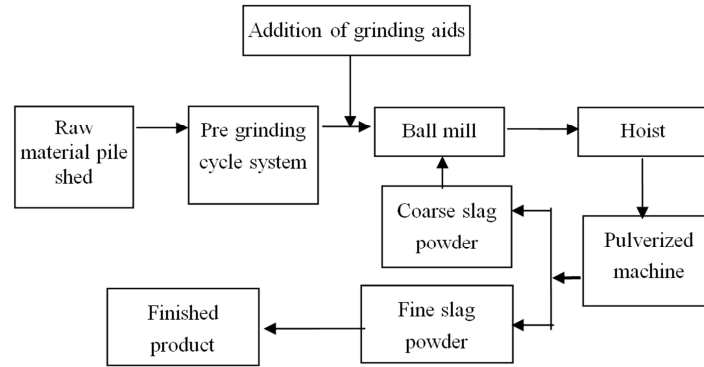 Addition of grinding aids
Raw
material pile
shed
Pre grinding
cycle system
Ball mill
Hoist
Coarse slag
powder
Pulverized
machine
Fine slag
powder
Finished
product